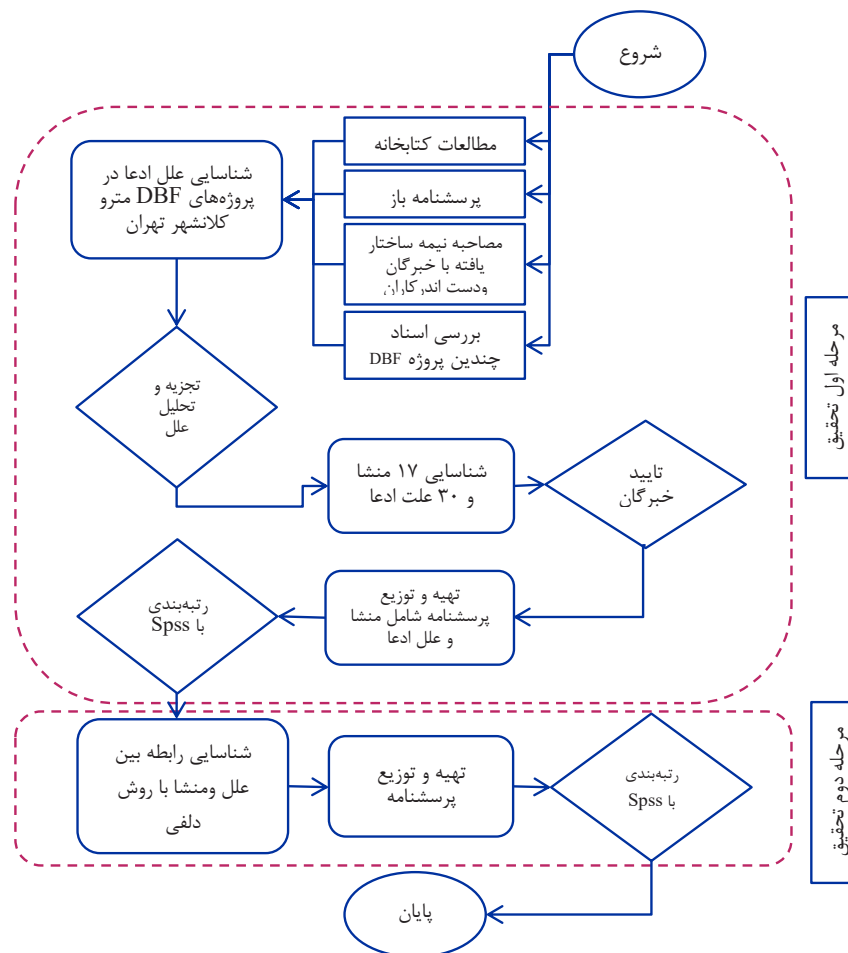 شروع
مطالعات کتابخانه
پرسشنامه باز
مصاحبه نیمه ساختار
یافته با خبرگان
ودست اندرکاران
بررسی اسناد
چندین پروژه DBF
شناسایی علل ادعا در
پروژه‌های DBF مترو
کلانشهر تهران
تجزیه و
تحلیل
علل
شناسایی ۱۷ منشا
و ۳۰ علت ادعا
تایید
خبرگان
تهیه و توزیع
پرسشنامه شامل منشا
و علل ادعا
رتبه‌بندی
با Spss
مرحله اول تحقیق
شناسایی رابطه بین
علل ومنشا با روش
دلفی
تهیه و توزیع
پرسشنامه
رتبه‌بندی
با Spss
مرحله دوم تحقیق
پایان